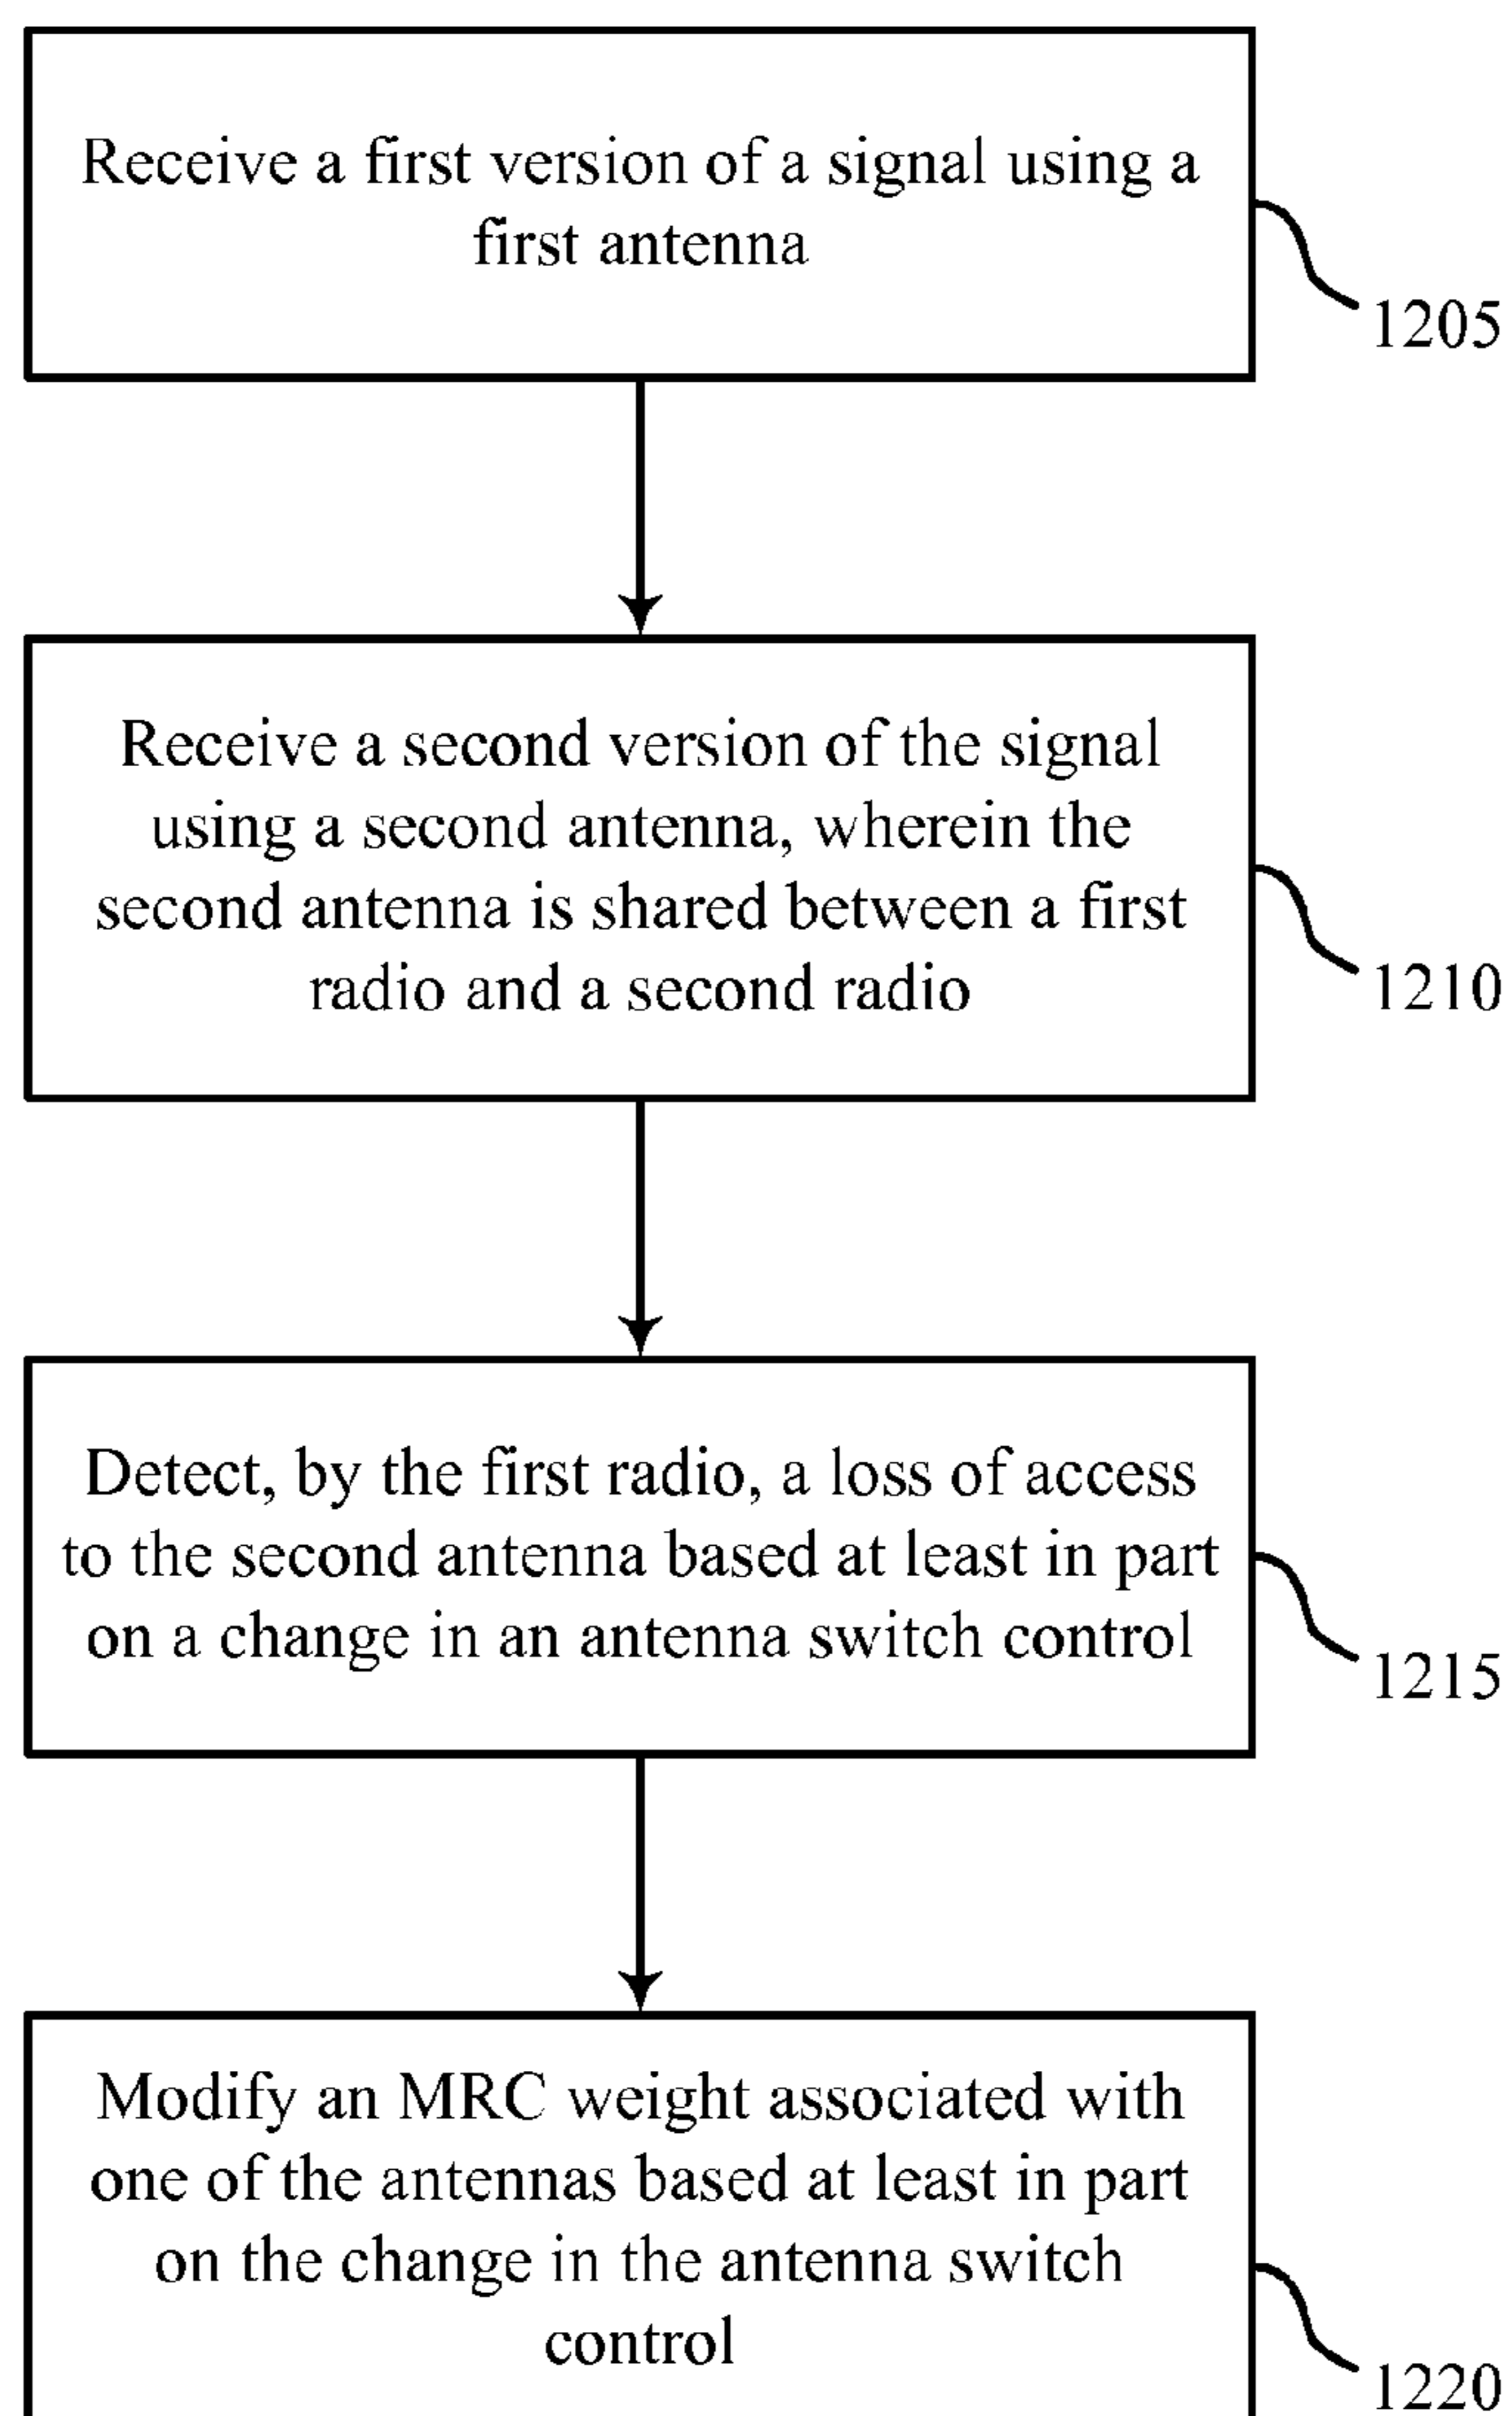 Receive a first version of a signal using a
first antenna
1205
Receive a second version of the signal
using a second antenna, wherein the
second antenna is shared between a first
radio and a second radio
1210
Detect, by the first radio, a loss of access
to the second antenna based at least in part
on a change in an antenna switch control
1215
Modify an MRC weight associated with
one of the antennas based at least in part
on the change in the antenna switch
control
1220